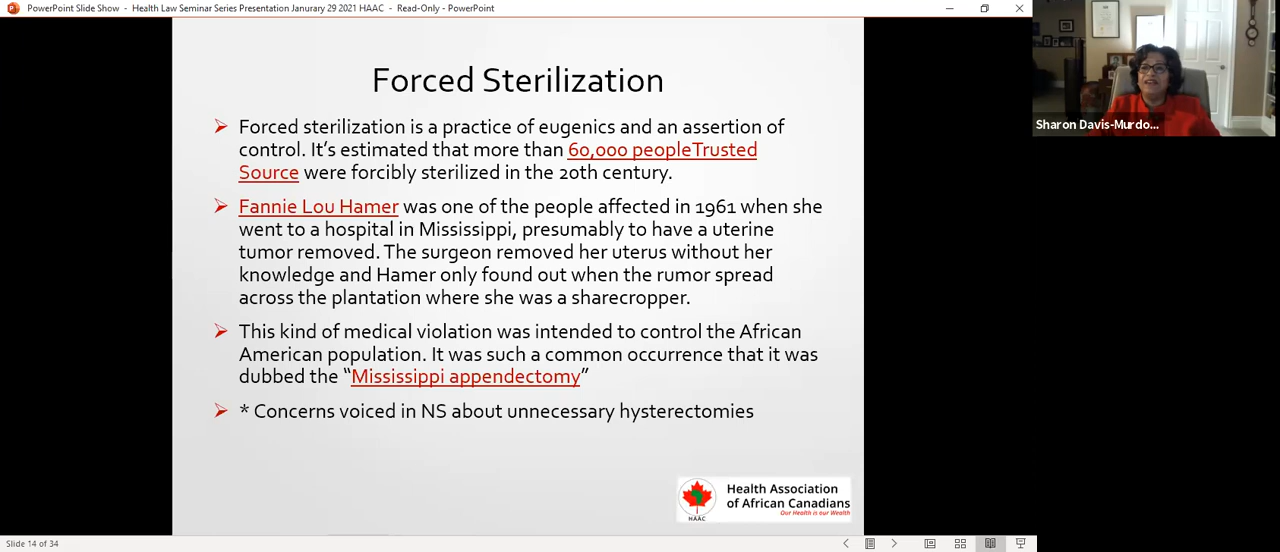 PowerPoint Slide Show - Health Law Seminar Series Presentation Janurary 29 2021 HAAC - Read-Only - PowerPoint
Forced Sterilization
Forced sterilization is a practice of eugenics and an assertion of
control. It's estimated that more than 60,000 peopleTrusted
Source were forcibly sterilized in the 20th century.
Fannie Lou Hamer was one of the people affected in 1961 when she
went to a hospital in Mississippi, presumably to have a uterine
tumor removed. The surgeon removed her uterus without her
knowledge and Hamer only found out when the rumor spread
across the plantation where she was a sharecropper.
This kind of medical violation was intended to control the African
American population. It was such a common occurrence that it was
dubbed the “Mississippi appendectomy”
* Concerns voiced in NS about unnecessary hysterectomies
HAAC
Health Association
of African Canadians
Our Health is our Wealth
Slide 14 of 34
Sharon Davis-Murdo...